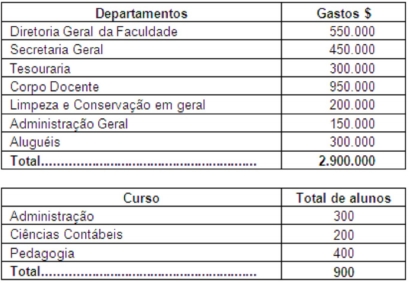 Departamentos Gastos $
Diretoria Geral da Faculdade 550.000
Secretaria Geral 450.000
Tesouraria 300.000
Corpo Docente 950.000
Limpeza e Conservação em geral 200.000
Administração Geral 150.000
Aluguéis 300.000
Total.......................................................... 2.900.000
Curso Total de alunos
Administração 300
Ciências Contábeis 200
Pedagogia 400
Total.......................................................... 900